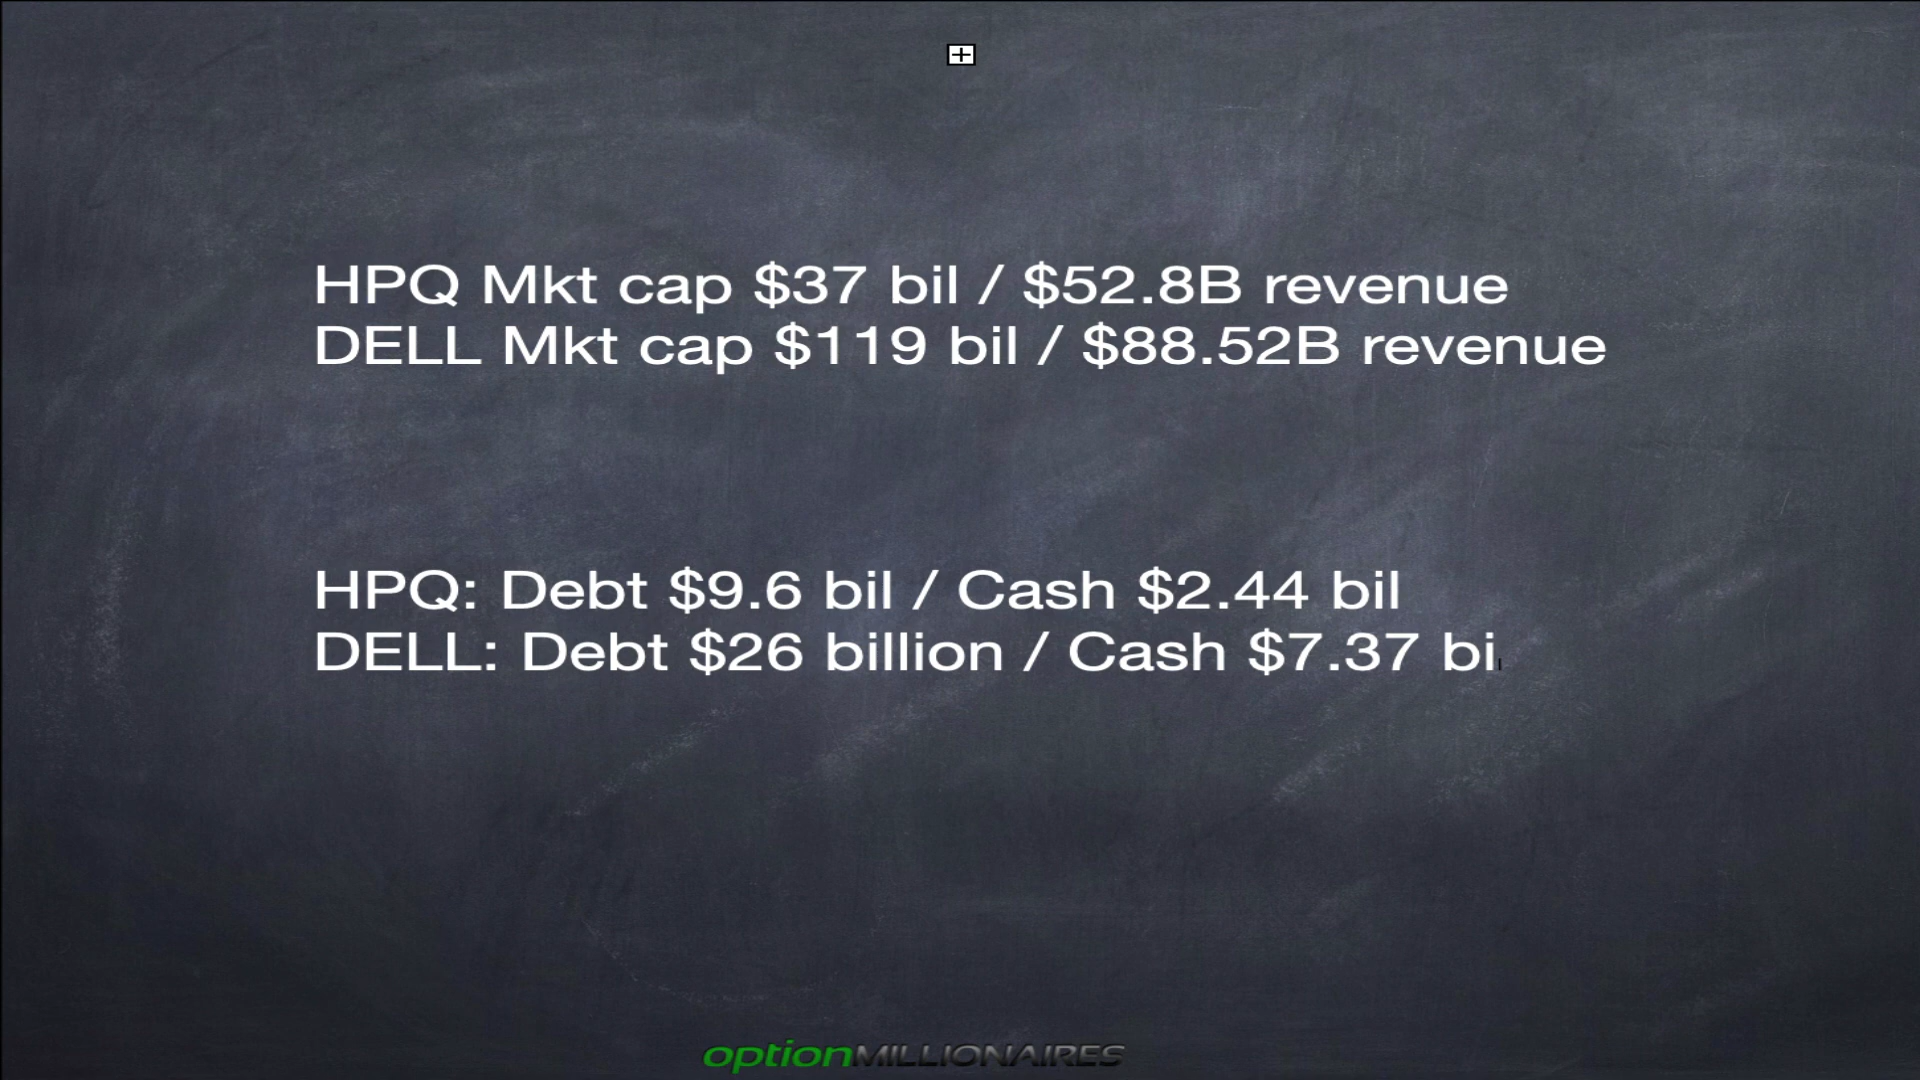 HPQ Mkt cap $37 bil / $52.8B revenue
DELL Mkt cap $119 bil / $88.52B revenue
HPQ: Debt $9.6 bil / Cash $2.44 bil
DELL: Debt $26 billion / Cash $7.37 bi
optionMILLIONAIRES